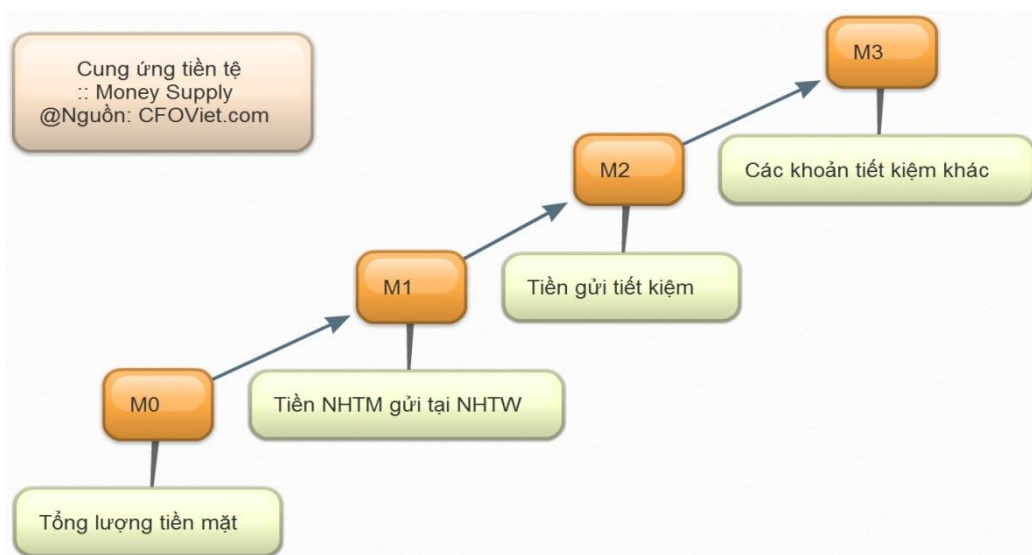 Cung ứng tiền tệ
:: Money Supply
@Nguồn: CFOViet.com
M3
Các khoản tiết kiệm khác
M2
Tiền gửi tiết kiệm
M1
Tiền NHTM gửi tại NHTW
M0
Tổng lượng tiền mặt